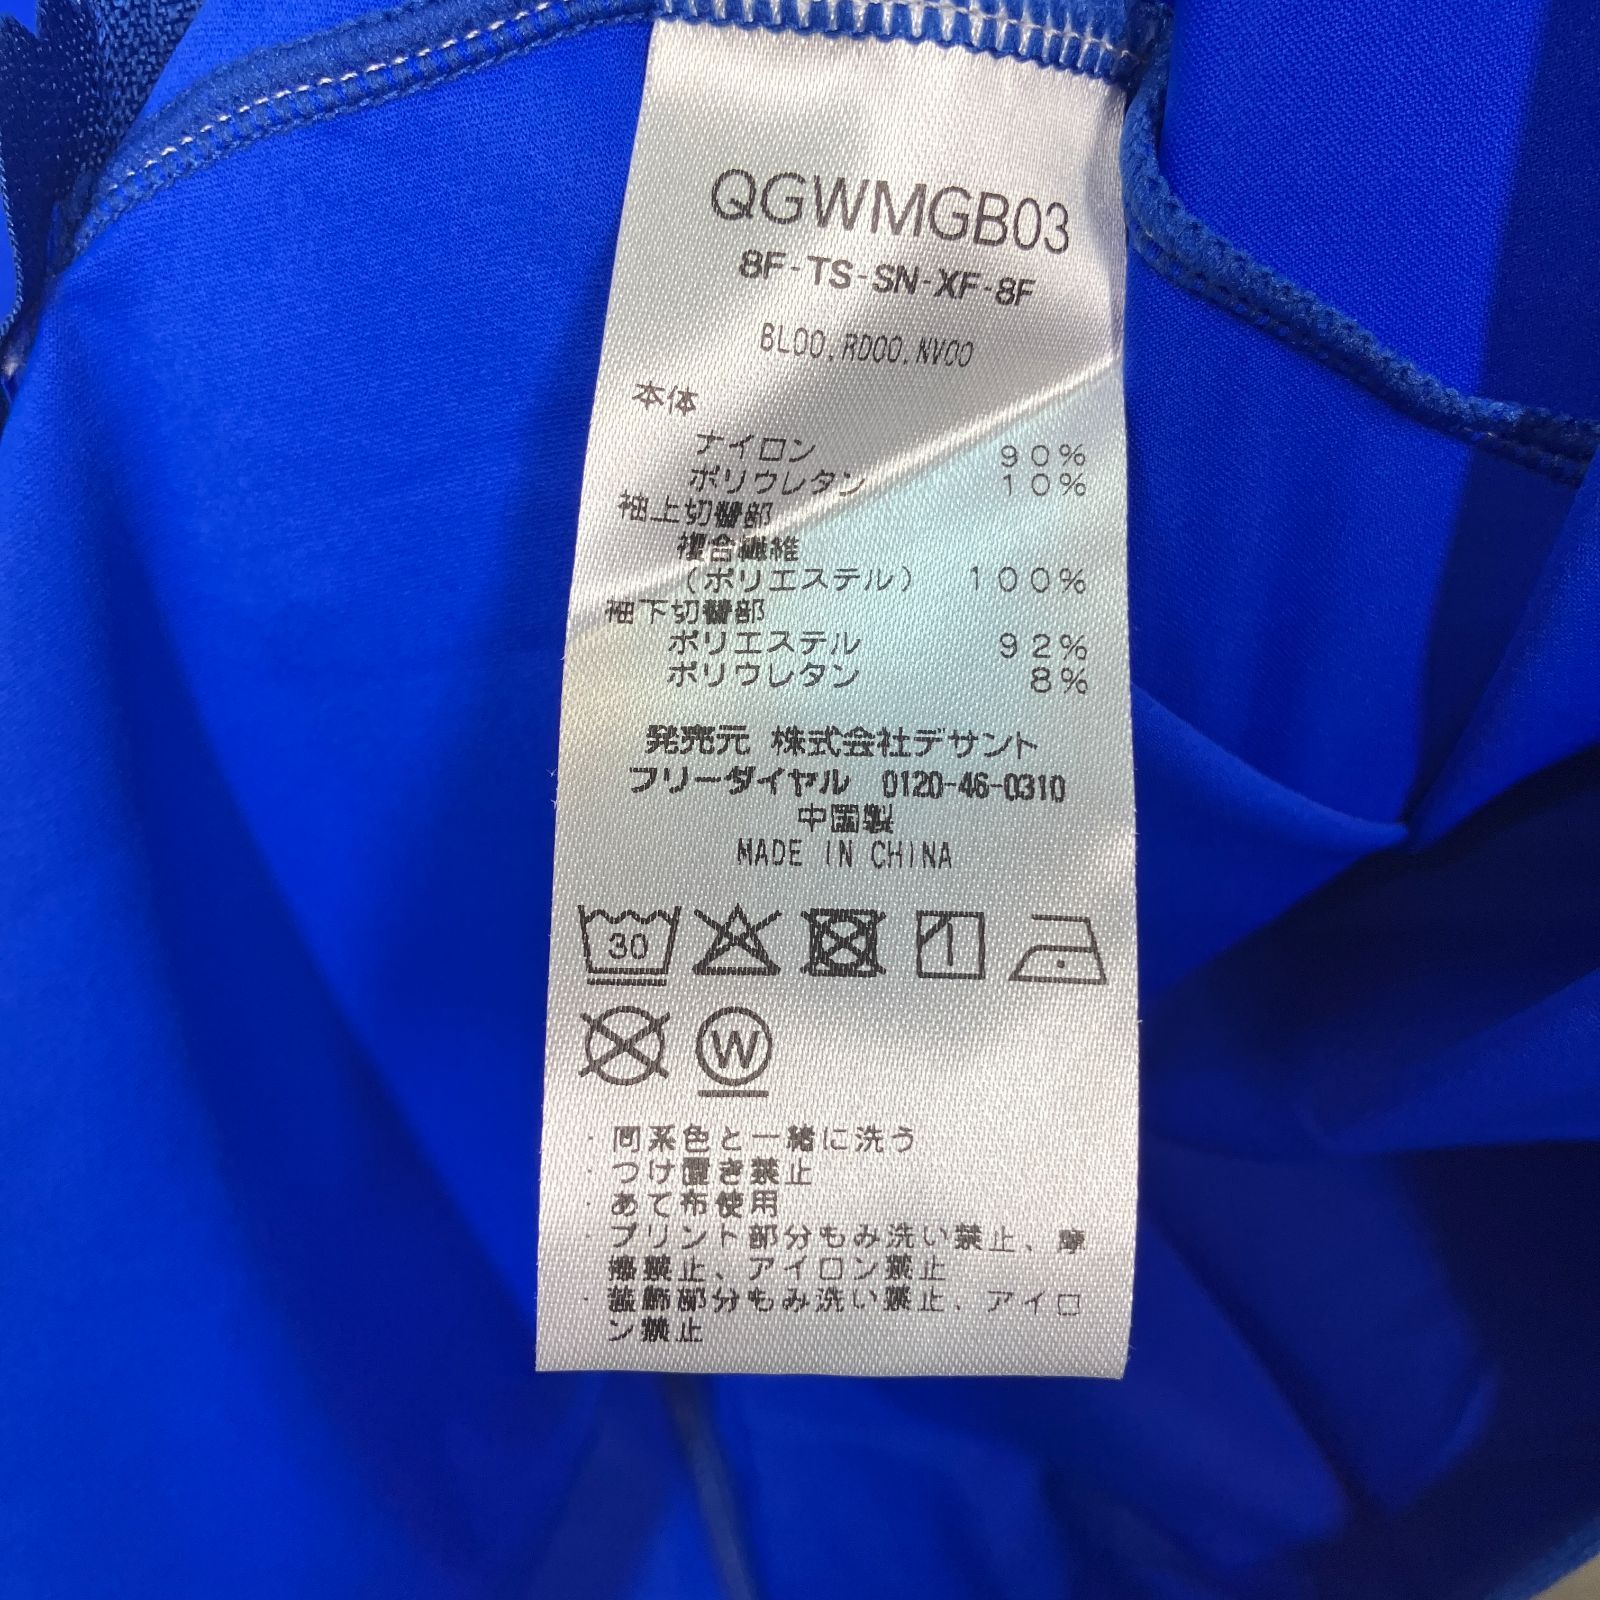 QGWMGB03
8F-TS-SN-XF-8F
BL00.RD00.NV00
本体
ナイロン 90%
ポリウレタン 10%
袖上切替部
複合繊維
(ポリエステル) 100%
袖下切替部
ポリエステル 92%
ポリウレタン 8%
発売元 株式会社デサント
フリーダイヤル 0120-46-0310
中国製
MADE IN CHINA
30
1
W
・同系色と一緒に洗う
・つけ置き禁止
・あて布使用
・プリント部分もみ洗い禁止、摩
擦禁止、アイロン禁止
・装飾部分もみ洗い禁止、アイロ
ン禁止